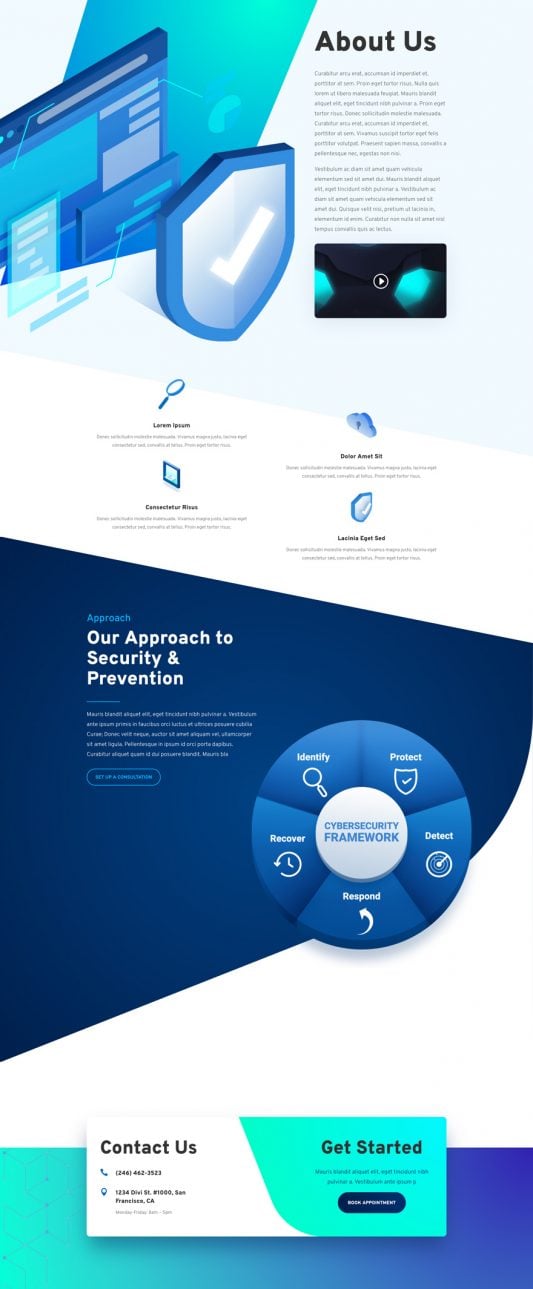 About Us
Curabitur arcu erat, accumsan id imperdiet et,
porttitor at sem. Proin eget tortor risus. Nulla quis
lorem ut libero malesuada feugiat. Mauris blandit
aliquet elit, eget tincidunt nibh pulvinar a. Proin eget
tortor risus. Donec sollicitudin molestie malesuada.
Curabitur arcu erat, accumsan id imperdiet et,
porttitor at sem. Vivamus suscipit tortor eget felis
porttitor volutpat. Praesent sapien massa, convallis a
pellentesque nec, egestas non nisi.
Vestibulum ac diam sit amet quam vehicula
elementum sed sit amet dui. Mauris blandit aliquet
elit, eget tincidunt nibh pulvinar a. Vestibulum ac
diam sit amet quam vehicula elementum sed sit
amet dui. Quisque velit nisi, pretium ut lacinia in,
elementum id enim. Curabitur non nulla sit amet nisl
tempus convallis quis ac lectus.
Lorem Ipsum
Donec sollicitudin molestie malesuada. Vivamus magna justo, lacinia eget
consectetur sed, convallis at tellus. Proin eget tortor risus.
Dolor Amet Sit
Donec sollicitudin molestie malesuada. Vivamus magna justo, lacinia eget
consectetur sed, convallis at tellus. Proin eget tortor risus.
Consectetur Risus
Donec sollicitudin molestie malesuada. Vivamus magna justo, lacinia eget
consectetur sed, convallis at tellus. Proin eget tortor risus.
Lacinia Eget Sed
Donec sollicitudin molestie malesuada. Vivamus magna justo, lacinia eget
consectetur sed, convallis at tellus. Proin eget tortor risus.
Approach
Our Approach to
Security &
Prevention
Mauris blandit aliquet elit, eget tincidunt nibh pulvinar a. Vestibulum
ante ipsum primis in faucibus orci luctus et ultrices posuere cubilia
Curae; Donec velit neque, auctor sit amet aliquam vel, ullamcorper
sit amet ligula. Pellentesque in ipsum id orci porta dapibus.
Curabitur aliquet quam id dui posuere blandit. Mauris bla
SET UP A CONSULTATION
Identify
Protect
CYBERSECURITY
FRAMEWORK
Recover
Detect
Respond
Contact Us
(246) 462-3523
1234 Divi St. #1000, San
Francisco, CA
Monday-Friday: 8am - 5pm
Get Started
Mauris blandit aliquet elit, eget tincidunt nibh
pulvinar a. Vestibulum ante ipsum p
BOOK APPOINTMENT